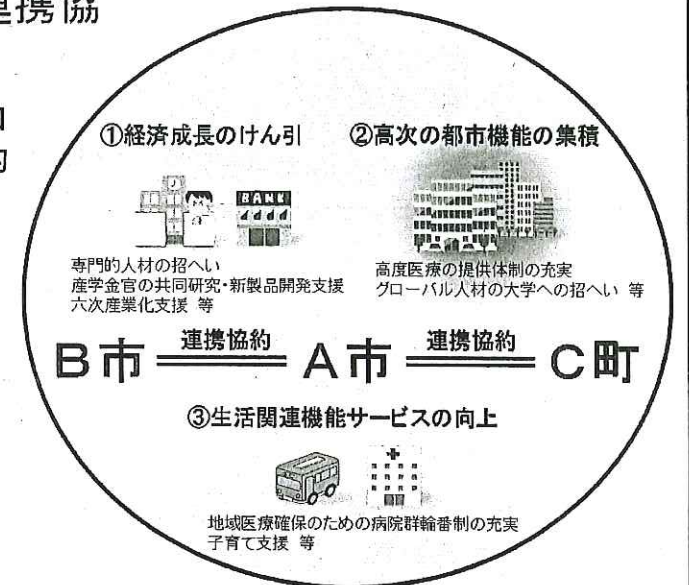 連携協
約
①経済成長のけん引
②高次の都市機能の集積
BANK
専門的人材の招へい
産学金官の共同研究・新製品開発支援
六次産業化支援 等
高度医療の提供体制の充実
グローバル人材の大学への招へい 等
B市 連携協約 A市 連携協約 C町
③生活関連機能サービスの向上
地域医療確保のための病院群輪番制の充実
子育て支援 等